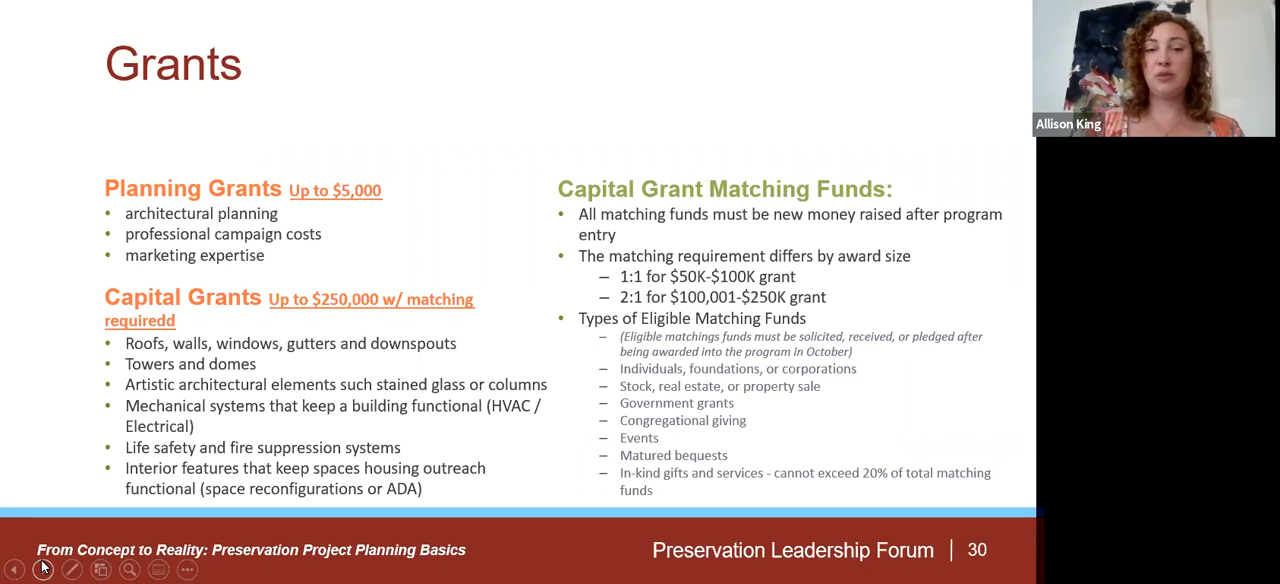 Grants
Planning Grants Up to $5,000
• architectural planning
• professional campaign costs
• marketing expertise
Capital Grants Up to $250,000 w/ matching
requiredd
• Roofs, walls, windows, gutters and downspouts
• Towers and domes
• Artistic architectural elements such stained glass or columns
• Mechanical systems that keep a building functional (HVAC /
Electrical)
• Life safety and fire suppression systems
• Interior features that keep spaces housing outreach
functional (space reconfigurations or ADA)
Capital Grant Matching Funds:
• All matching funds must be new money raised after program
entry
• The matching requirement differs by award size
– 1:1 for $50K-$100K grant
– 2:1 for $100,001-$250K grant
• Types of Eligible Matching Funds
– (Eligible matchings funds must be solicited, received, or pledged after
being awarded into the program in October)
– Individuals, foundations, or corporations
– Stock, real estate, or property sale
– Government grants
– Congregational giving
– Events
– Matured bequests
– In-kind gifts and services - cannot exceed 20% of total matching
funds
Allison King
From Concept to Reality: Preservation Project Planning Basics
Preservation Leadership Forum | 30